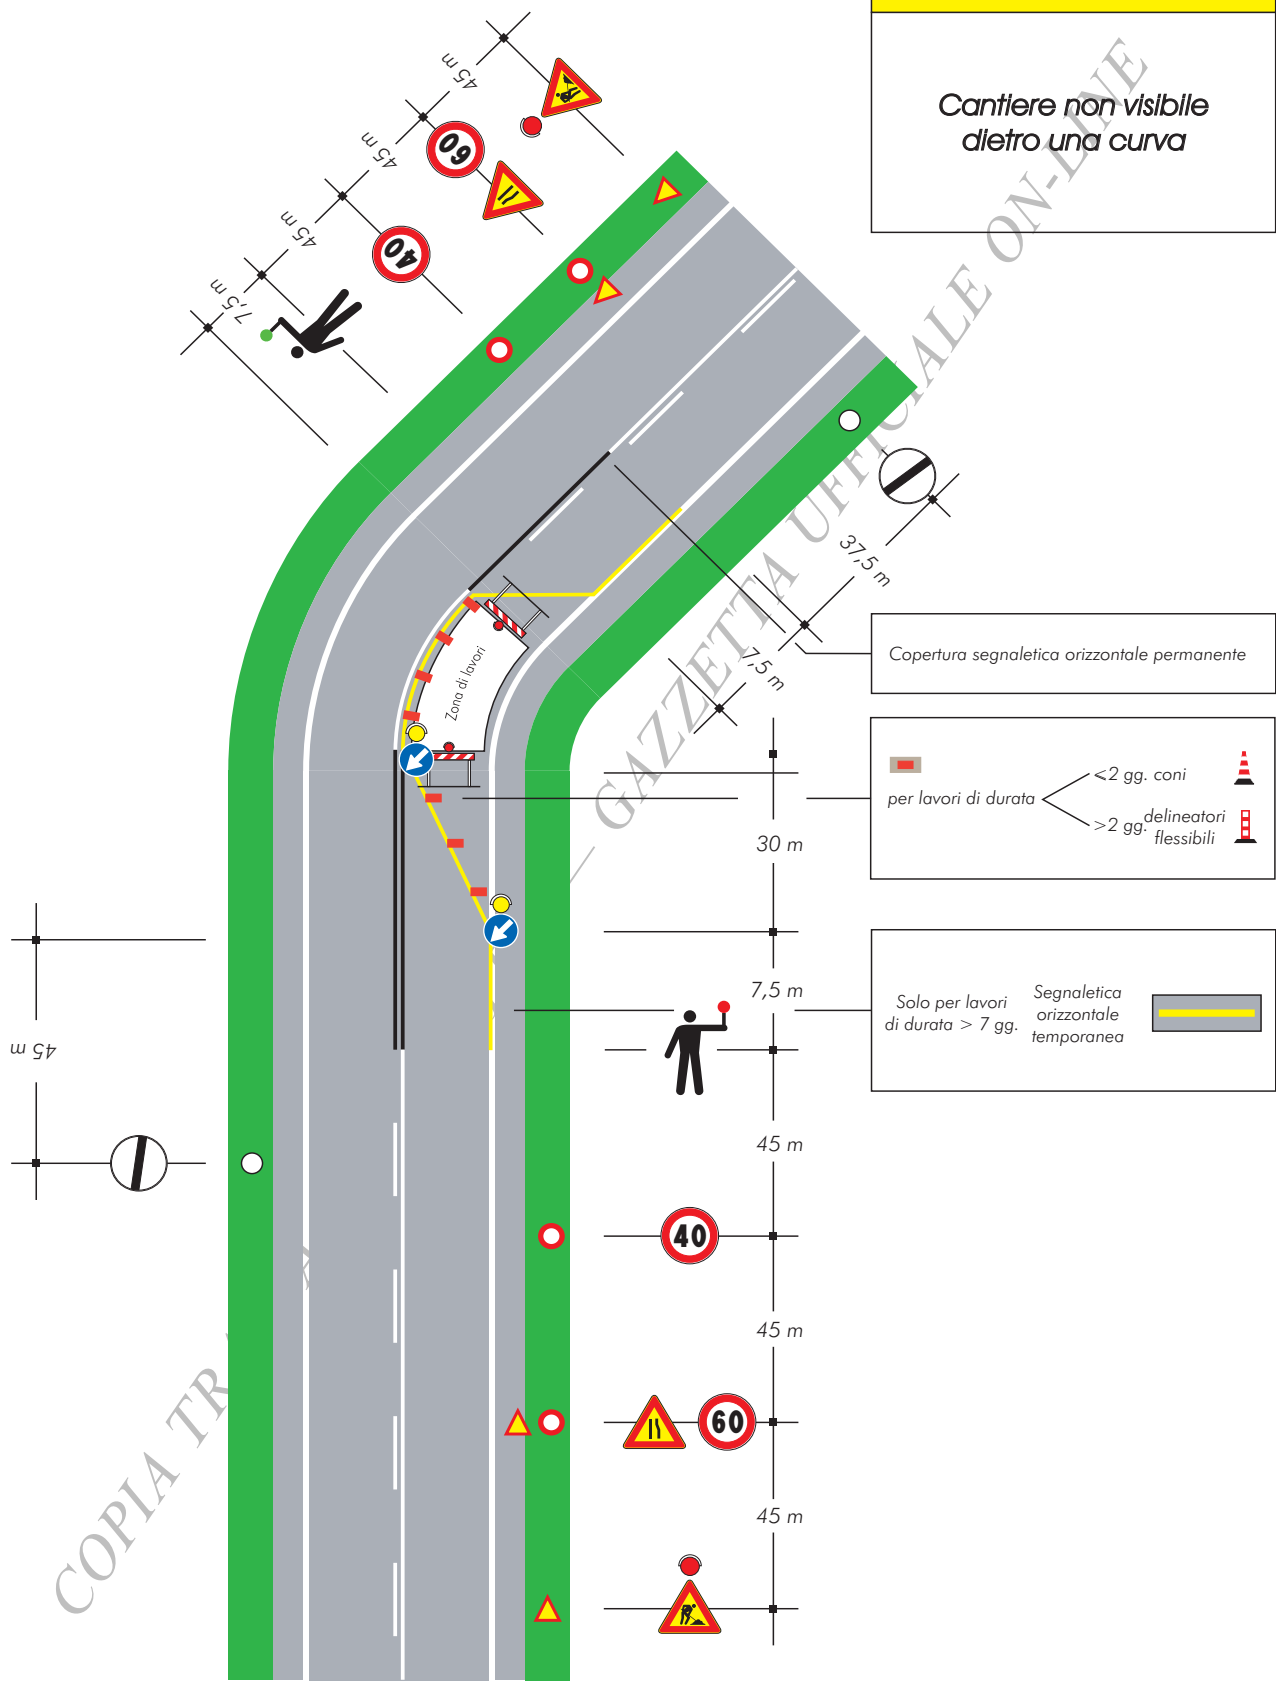 Cantiere non visibile
dietro una curva
45 m
45 m
60
45 m
40
7,5 m
37,5 m
7,5 m
Copertura segnaletica orizzontale permanente
Zona di lavori
per lavori di durata
<2 gg. coni
>2 gg. delineatori
flessibili
30 m
7,5 m
Solo per lavori
di durata > 7 gg.
Segnaletica
orizzontale
temporanea
45 m
45 m
40
45 m
60
45 m
COPIA TR
GAZZETTA UFFICIALE ON-LINE